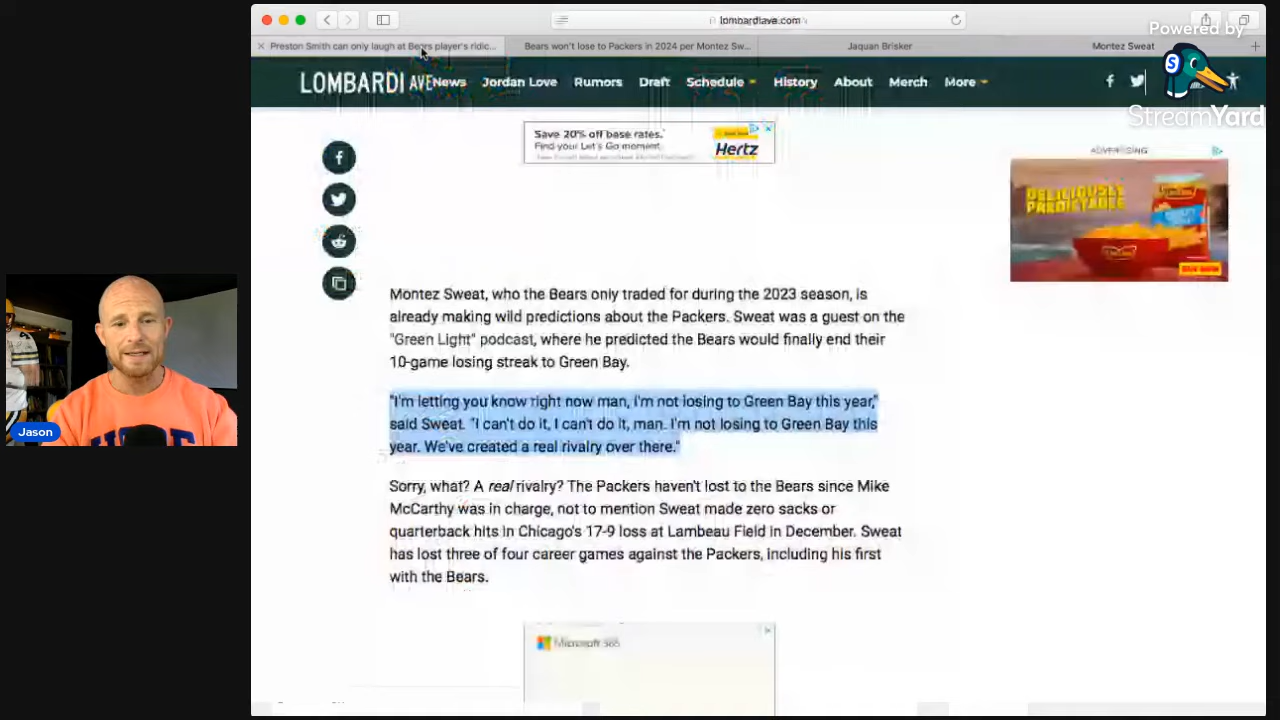 lombardiave.com
Powered by
StreamYard
Preston Smith can only laugh at Bears player's ridic...
Bears won't lose to Packers in 2024 per Montez Sw...
Jaquan Brisker
Montez Sweat
LOMBARDI AVE
News
Jordan Love
Rumors
Draft
Schedule
History
About
Merch
More
Save 20% off base rates.
Find your Let's Go moment.
Hertz
ADVERTISING
DELICIOUSLY
PREDICTABLE
Montez Sweat, who the Bears only traded for during the 2023 season, is
already making wild predictions about the Packers. Sweat was a guest on the
"Green Light" podcast, where he predicted the Bears would finally end their
10-game losing streak to Green Bay.
"I'm letting you know right now man, I'm not losing to Green Bay this year,"
said Sweat. "I can't do it, I can't do it, man. I'm not losing to Green Bay this
year. We've created a real rivalry over there."
Sorry, what? A real rivalry? The Packers haven't lost to the Bears since Mike
McCarthy was in charge, not to mention Sweat made zero sacks or
quarterback hits in Chicago's 17-9 loss at Lambeau Field in December. Sweat
has lost three of four career games against the Packers, including his first
with the Bears.
Jason
Microsoft 365